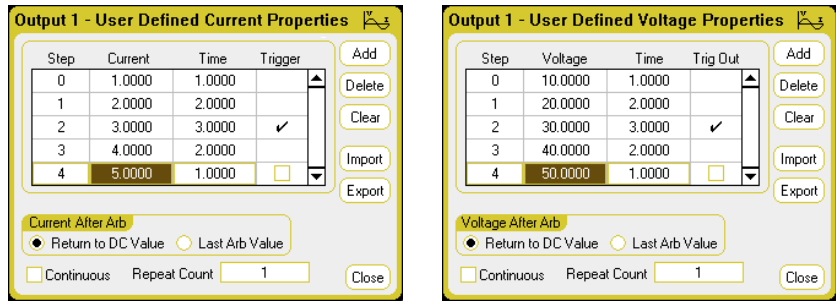 Output 1 - User Defined Current Properties
Step Current Time Trigger
0 1.0000 1.0000
1 2.0000 2.0000
2 3.0000 3.0000 ✓
3 4.0000 2.0000
4 5.0000 1.0000
Add
Delete
Clear
Import
Export
Current After Arb
Return to DC Value Last Arb Value
Continuous Repeat Count 1
Close
Output 1 - User Defined Voltage Properties
Step Voltage Time Trig Out
0 10.0000 1.0000
1 20.0000 2.0000
2 30.0000 3.0000 ✓
3 40.0000 2.0000
4 50.0000 1.0000
Add
Delete
Clear
Import
Export
Voltage After Arb
Return to DC Value Last Arb Value
Continuous Repeat Count 1
Close